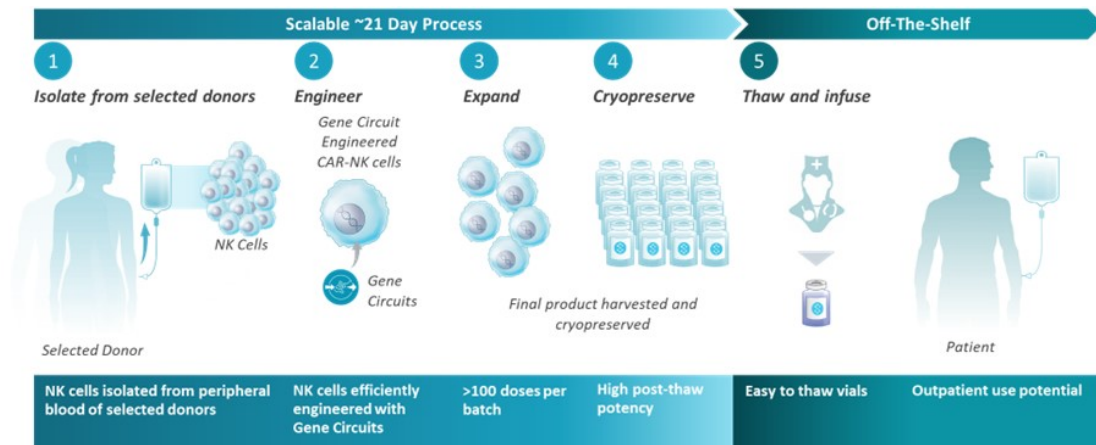 Scalable ~21 Day Process
Off-The-Shelf
1
Isolate from selected donors
2
Engineer
3
Expand
4
Cryopreserve
5
Thaw and infuse
Gene Circuit
Engineered
CAR-NK cells
NK Cells
Gene
Circuits
Final product harvested and
cryopreserved
Selected Donor
Patient
NK cells isolated from peripheral
blood of selected donors
NK cells efficiently
engineered with
Gene Circuits
>100 doses per
batch
High post-thaw
potency
Easy to thaw vials
Outpatient use potential